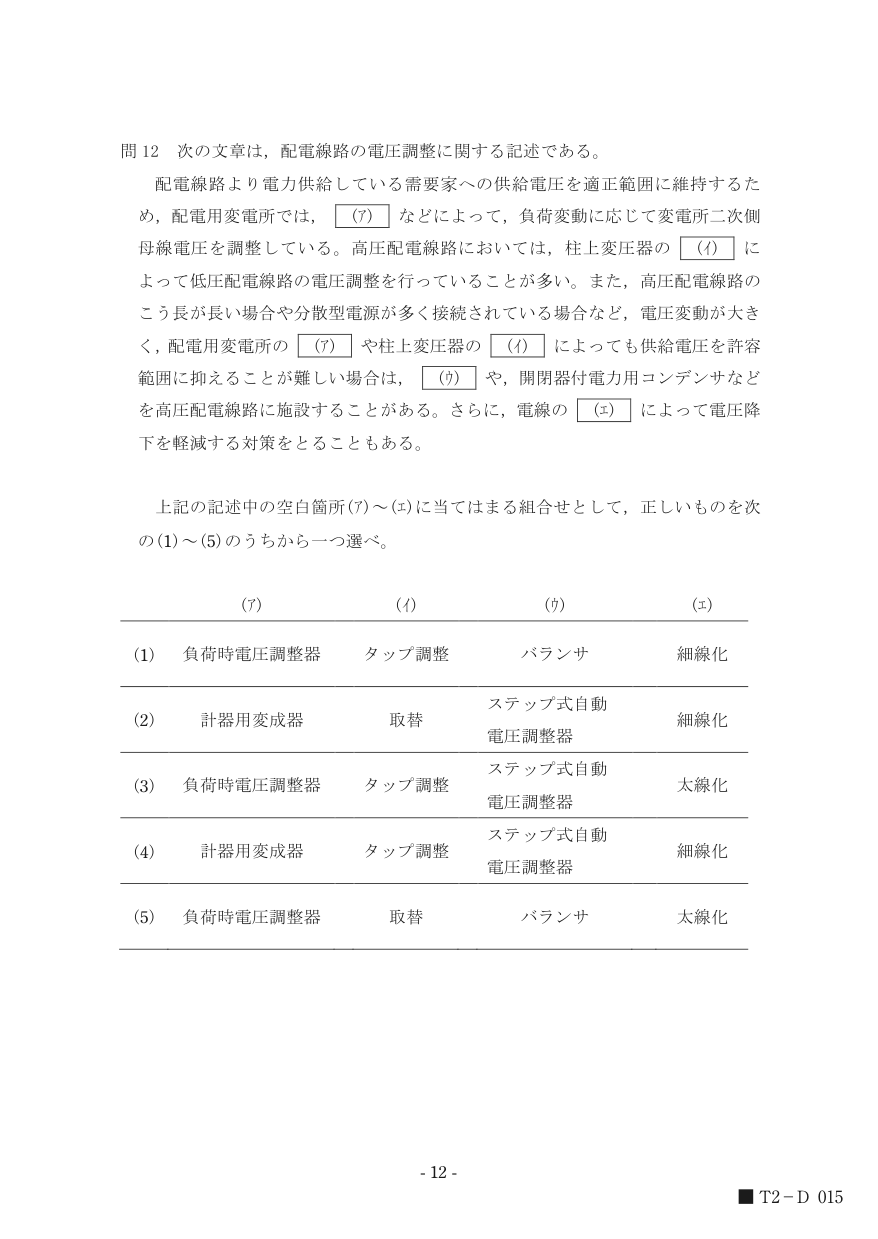 問12 次の文章は，配電線路の電圧調整に関する記述である。
配電線路より電力供給している需要家への供給電圧を適正範囲に維持するた
め，配電用変電所では， (ｱ) などによって，負荷変動に応じて変電所二次側
母線電圧を調整している。高圧配電線路においては，柱上変圧器の (ｲ) に
よって低圧配電線路の電圧調整を行っていることが多い。また，高圧配電線路の
こう長が長い場合や分散型電源が多く接続されている場合など，電圧変動が大き
く，配電用変電所の (ｱ) や柱上変圧器の (ｲ) によっても供給電圧を許容
範囲に抑えることが難しい場合は， (ｳ) や，開閉器付電力用コンデンサなど
を高圧配電線路に施設することがある。さらに，電線の (ｴ) によって電圧降
下を軽減する対策をとることもある。
上記の記述中の空白箇所(ｱ)～(ｴ)に当てはまる組合せとして，正しいものを次
の(1)～(5)のうちから一つ選べ。
(ｱ) (ｲ) (ｳ) (ｴ)
(1) 負荷時電圧調整器 タップ調整 バランサ 細線化
(2) 計器用変成器 取替 ステップ式自動
電圧調整器 細線化
(3) 負荷時電圧調整器 タップ調整 ステップ式自動
電圧調整器 太線化
(4) 計器用変成器 タップ調整 ステップ式自動
電圧調整器 細線化
(5) 負荷時電圧調整器 取替 バランサ 太線化
- 12 -
■ T2－D 015